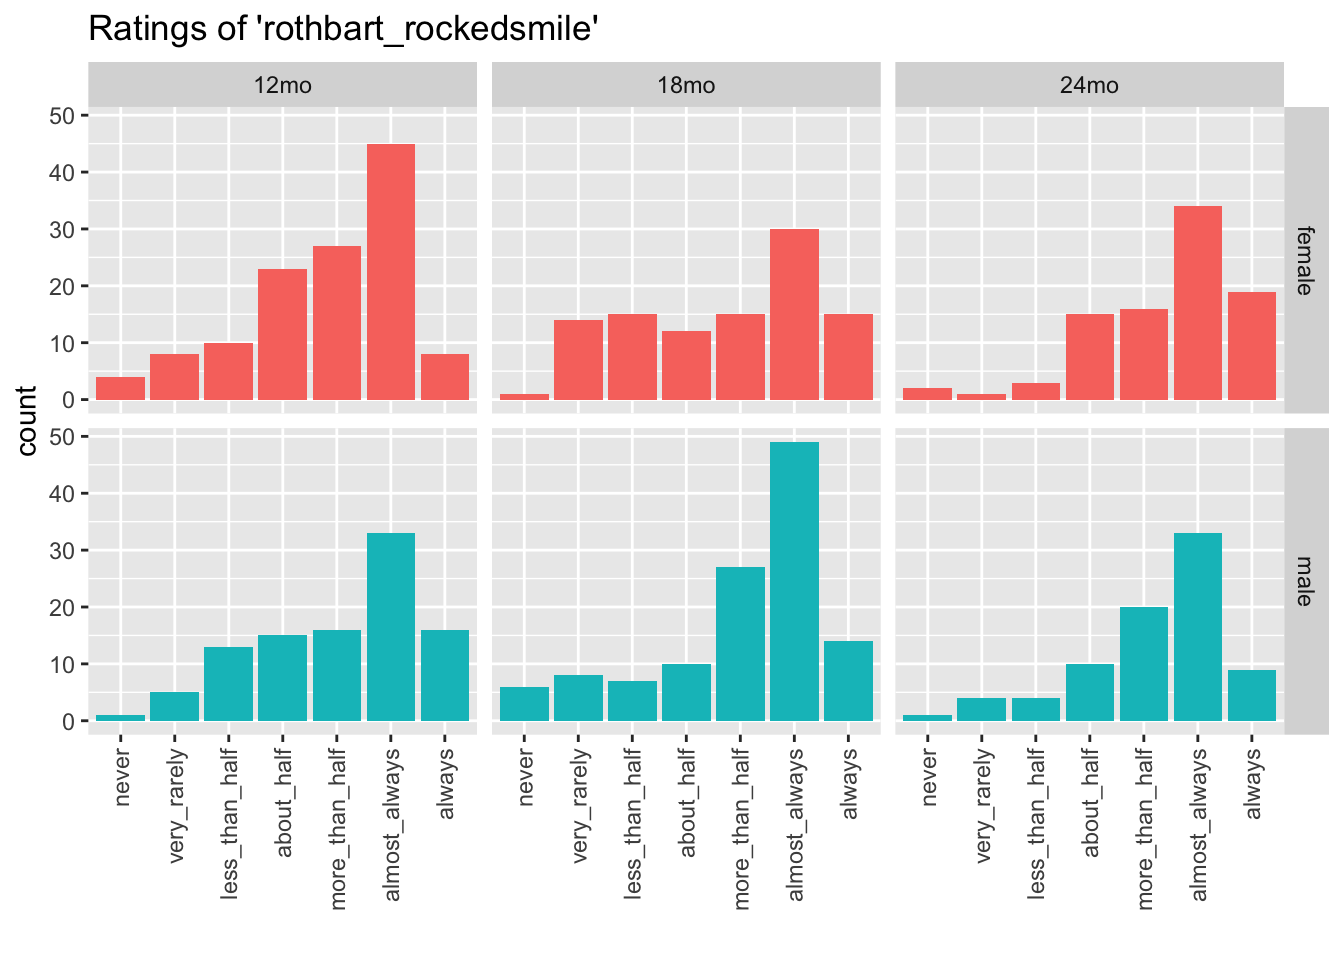 Ratings of 'rothbart_rockedsmile'
12mo 18mo 24mo
50
40
30
20
10
0
female
count
50
40
30
20
10
0
male
never very_rarely less_than_half about_half more_than_half almost_always always never very_rarely less_than_half about_half more_than_half almost_always always never very_rarely less_than_half about_half more_than_half almost_always always